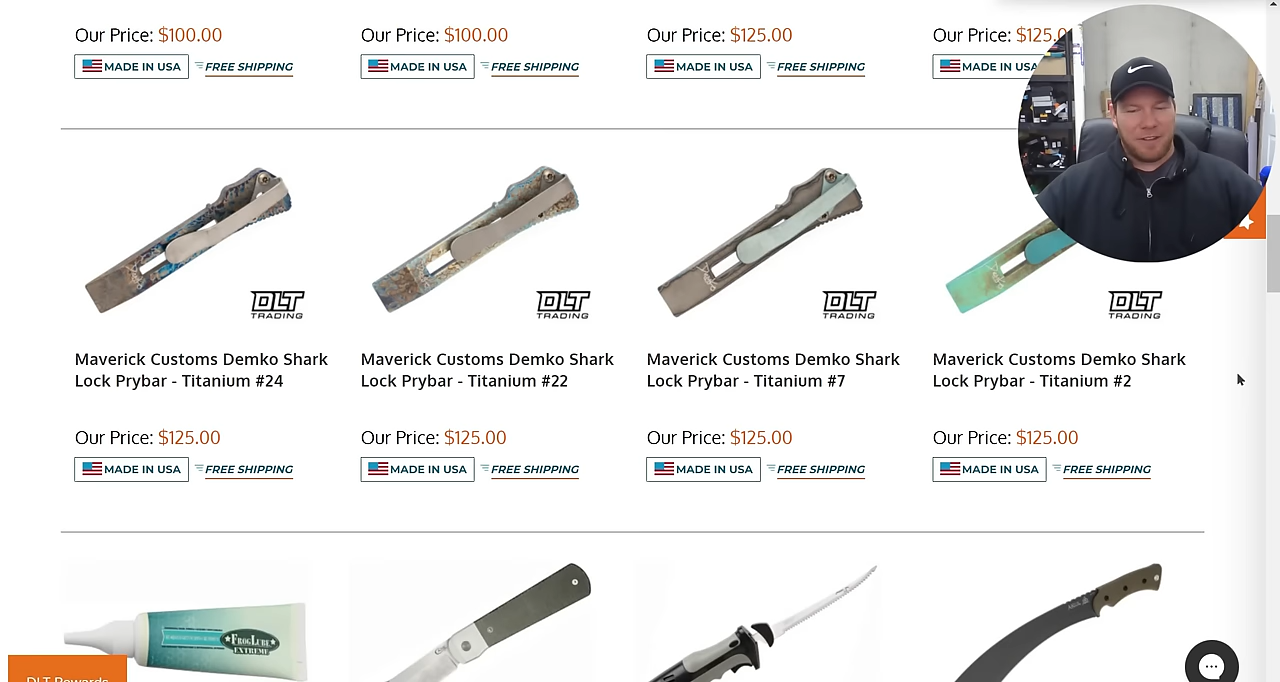 Our Price: $100.00
Our Price: $100.00
Our Price: $125.00
Our Price: $125.0
MADE IN USA FREE SHIPPING
MADE IN USA FREE SHIPPING
MADE IN USA FREE SHIPPING
MADE IN USA
DLT TRADING
DLT TRADING
DLT TRADING
DLT TRADING
Maverick Customs Demko Shark
Lock Prybar - Titanium #24
Maverick Customs Demko Shark
Lock Prybar - Titanium #22
Maverick Customs Demko Shark
Lock Prybar - Titanium #7
Maverick Customs Demko Shark
Lock Prybar - Titanium #2
Our Price: $125.00
Our Price: $125.00
Our Price: $125.00
Our Price: $125.00
MADE IN USA FREE SHIPPING
MADE IN USA FREE SHIPPING
MADE IN USA FREE SHIPPING
MADE IN USA FREE SHIPPING
FROGLUBE
EXTREME
DLT Rewards